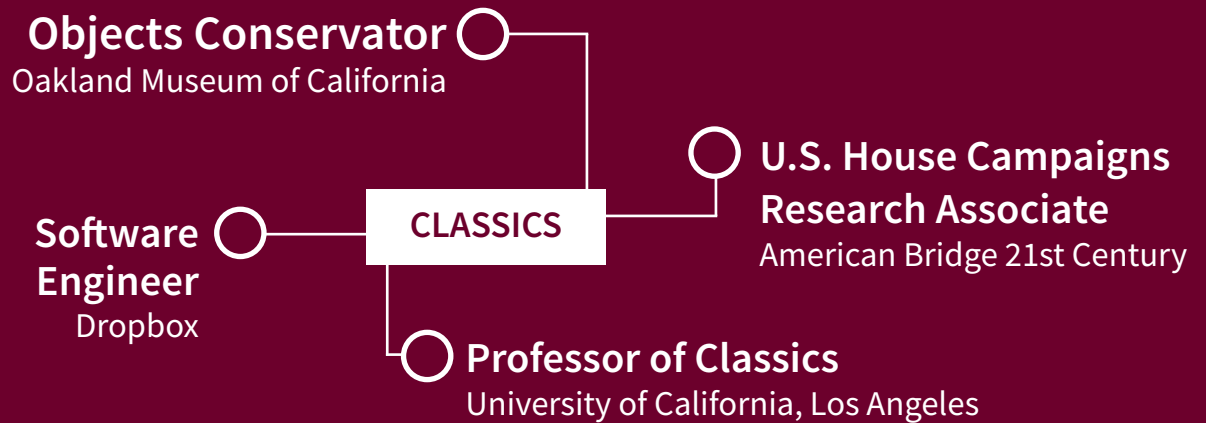 Objects Conservator
Oakland Museum of California
U.S. House Campaigns
Research Associate
American Bridge 21st Century
CLASSICS
Software
Engineer
Dropbox
Professor of Classics
University of California, Los Angeles